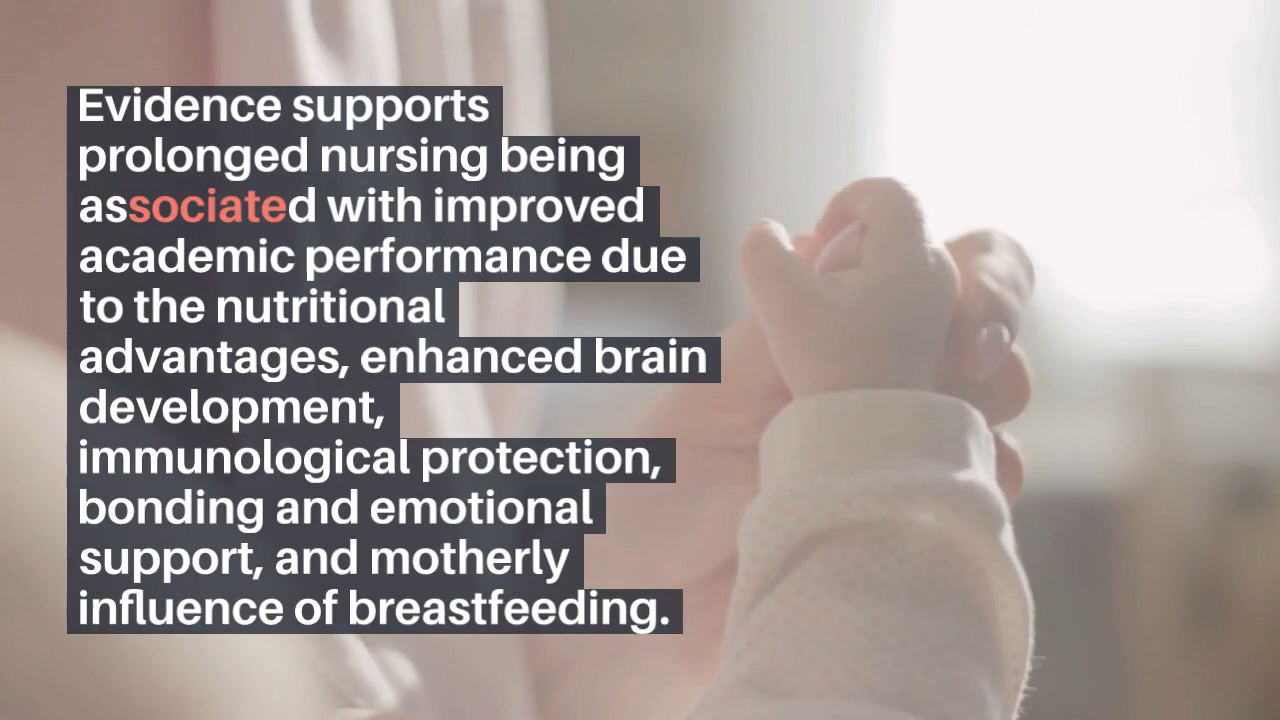 Evidence supports
prolonged nursing being
associated with improved
academic performance due
to the nutritional
advantages, enhanced brain
development,
immunological protection,
bonding and emotional
support, and motherly
influence of breastfeeding.